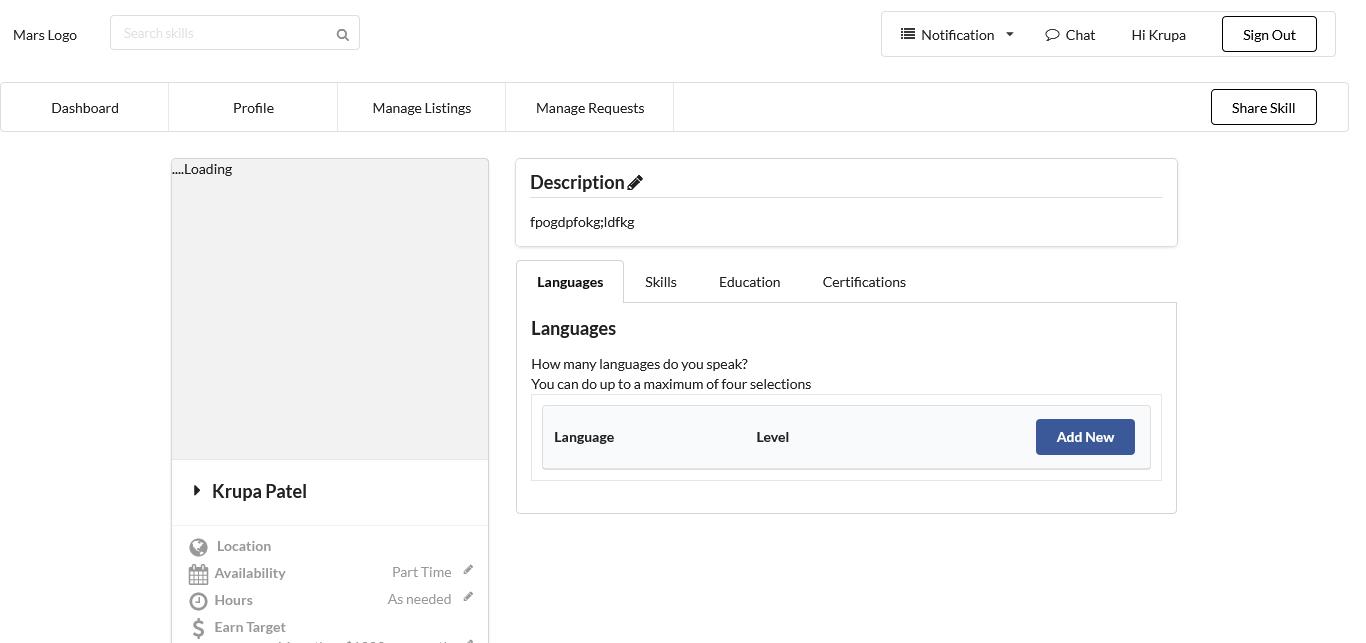 Mars Logo
Search skills
Notification
Chat
Hi Krupa
Sign Out
Dashboard
Profile
Manage Listings
Manage Requests
Share Skill
....Loading
Krupa Patel
Location
Availability
Part Time
Hours
As needed
Earn Target
Description
fpogdpfokg;ldfkg
Languages
Skills
Education
Certifications
Languages
How many languages do you speak?
You can do up to a maximum of four selections
Language
Level
Add New